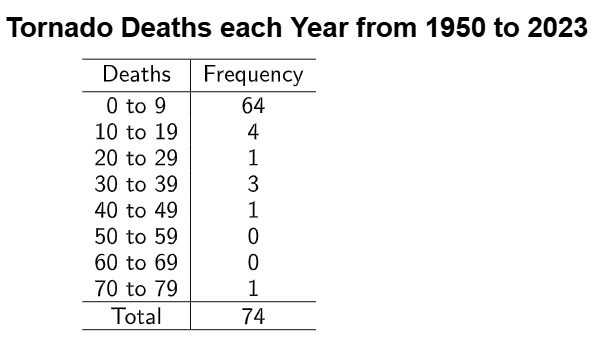 Tornado Deaths each Year from 1950 to 2023
Deaths Frequency
0 to 9 64
10 to 19 4
20 to 29 1
30 to 39 3
40 to 49 1
50 to 59 0
60 to 69 0
70 to 79 1
Total 74